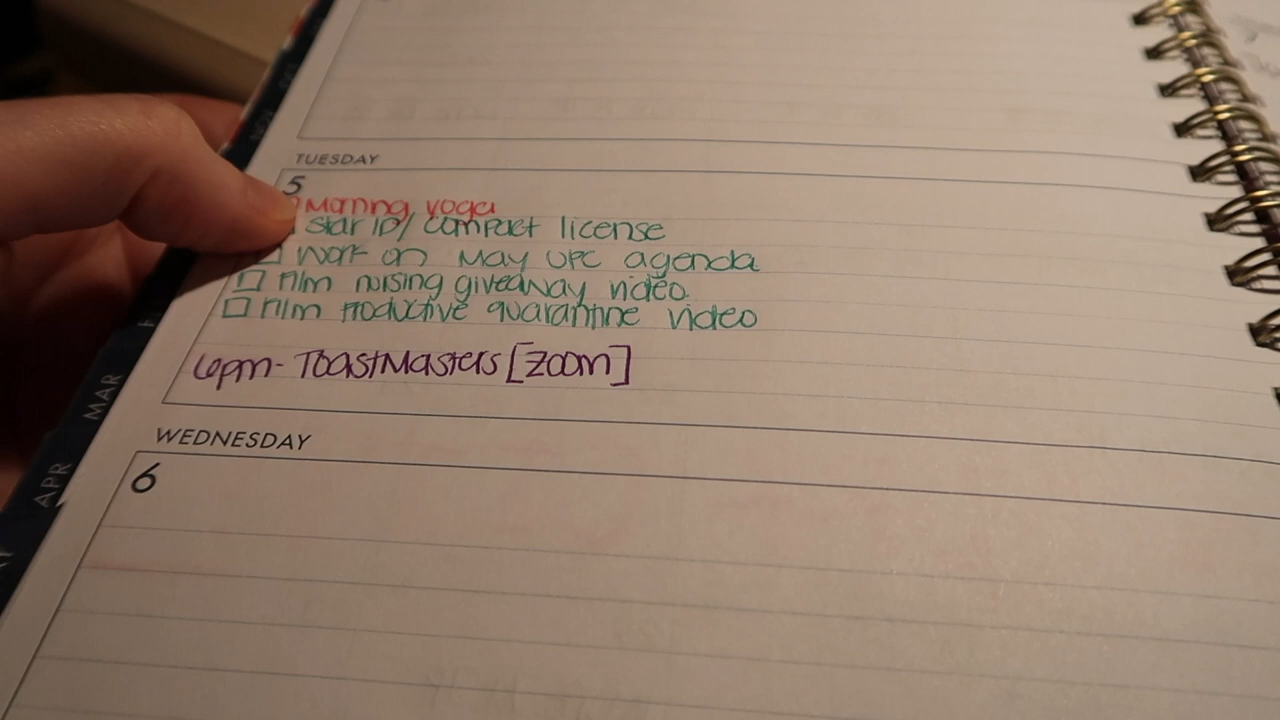 TUESDAY
5
Morning yoga
Star ID/ compact license
Work on May UPC agenda
Film nursing giveaway video
Film productive quarantine video
6pm- ToastMasters [Zoom]
WEDNESDAY
6
MAR
APR